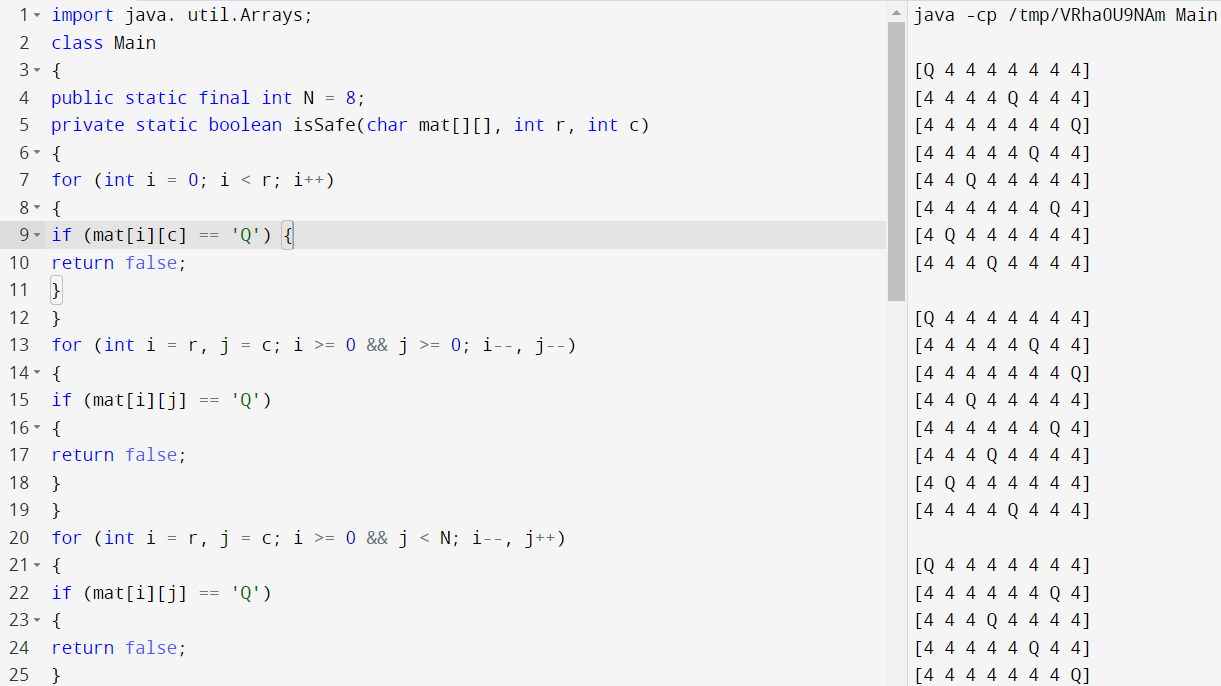 1 import java. util.Arrays;
2 class Main
3 {
4 public static final int N = 8;
5 private static boolean isSafe(char mat[][], int r, int c)
6 {
7 for (int i = 0; i < r; i++)
8 {
9 if (mat[i][c] == 'Q') {
10 return false;
11 }
12 }
13 for (int i = r, j = c; i >= 0 && j >= 0; i--, j--)
14 {
15 if (mat[i][j] == 'Q')
16 {
17 return false;
18 }
19 }
20 for (int i = r, j = c; i >= 0 && j < N; i--, j++)
21 {
22 if (mat[i][j] == 'Q')
23 {
24 return false;
25 }
java -cp /tmp/VRhaOU9NAm Main
[Q 4 4 4 4 4 4 4]
[4 4 4 4 Q 4 4 4]
[4 4 4 4 4 4 4 Q]
[4 4 4 4 4 Q 4 4]
[4 4 Q 4 4 4 4 4]
[4 4 4 4 4 4 Q 4]
[4 Q 4 4 4 4 4 4]
[4 4 4 Q 4 4 4 4]
[Q 4 4 4 4 4 4 4]
[4 4 4 4 4 Q 4 4]
[4 4 4 4 4 4 4 Q]
[4 4 Q 4 4 4 4 4]
[4 4 4 4 4 4 Q 4]
[4 4 4 Q 4 4 4 4]
[4 Q 4 4 4 4 4 4]
[4 4 4 4 Q 4 4 4]
[Q 4 4 4 4 4 4 4]
[4 4 4 4 4 4 Q 4]
[4 4 4 Q 4 4 4 4]
[4 4 4 4 4 Q 4 4]
[4 4 4 4 4 4 4 Q]